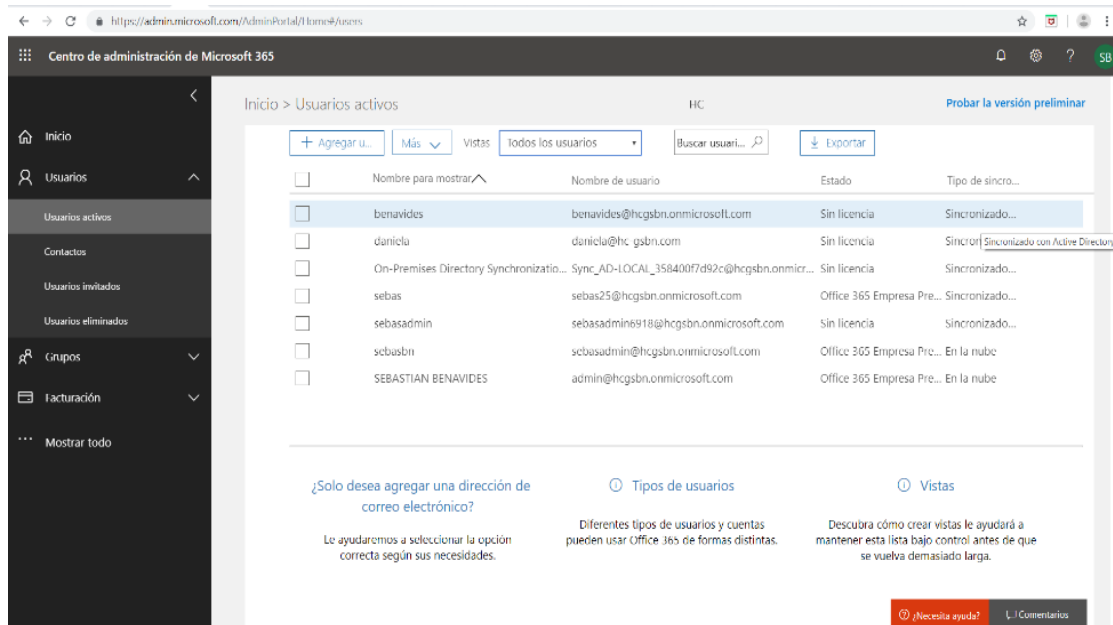 https://admin.microsoft.com/AdminPortal/Home#/users
Centro de administración de Microsoft 365
? SB
Inicio > Usuarios activos HC Probar la versión preliminar
Inicio
Usuarios
Usuarios activos
Contactos
Usuarios invitados
Usuarios eliminados
Grupos
Facturación
Mostrar todo
+ Agregar u... Más Vistas Todos los usuarios Buscar usuari... Exportar
Nombre para mostrar Nombre de usuario Estado Tipo de sincro...
benavides benavides@hcgsbn.onmicrosoft.com Sin licencia Sincronizado...
daniela daniela@hc gsbn.com Sin licencia Sincron Sincronizado con Active Directory
On-Premises Directory Synchronizatio... Sync_AD-LOCAL_358400f7d92c@hcgsbn.onmicr... Sin licencia Sincronizado...
sebas sebas25@hcgsbn.onmicrosoft.com Office 365 Empresa Pre... Sincronizado...
sebasadmin sebasadmin6918@hcgsbn.onmicrosoft.com Sin licencia Sincronizado...
sebasbn sebasadmin@hcgsbn.onmicrosoft.com Office 365 Empresa Pre... En la nube
SEBASTIAN BENAVIDES admin@hcgsbn.onmicrosoft.com Office 365 Empresa Pre... En la nube
¿Solo desea agregar una dirección de
correo electrónico?
Le ayudaremos a seleccionar la opción
correcta según sus necesidades.
Tipos de usuarios
Diferentes tipos de usuarios y cuentas
pueden usar Office 365 de formas distintas.
Vistas
Descubra cómo crear vistas le ayudará a
mantener esta lista bajo control antes de que
se vuelva demasiado larga.
¿Necesita ayuda? Comentarios